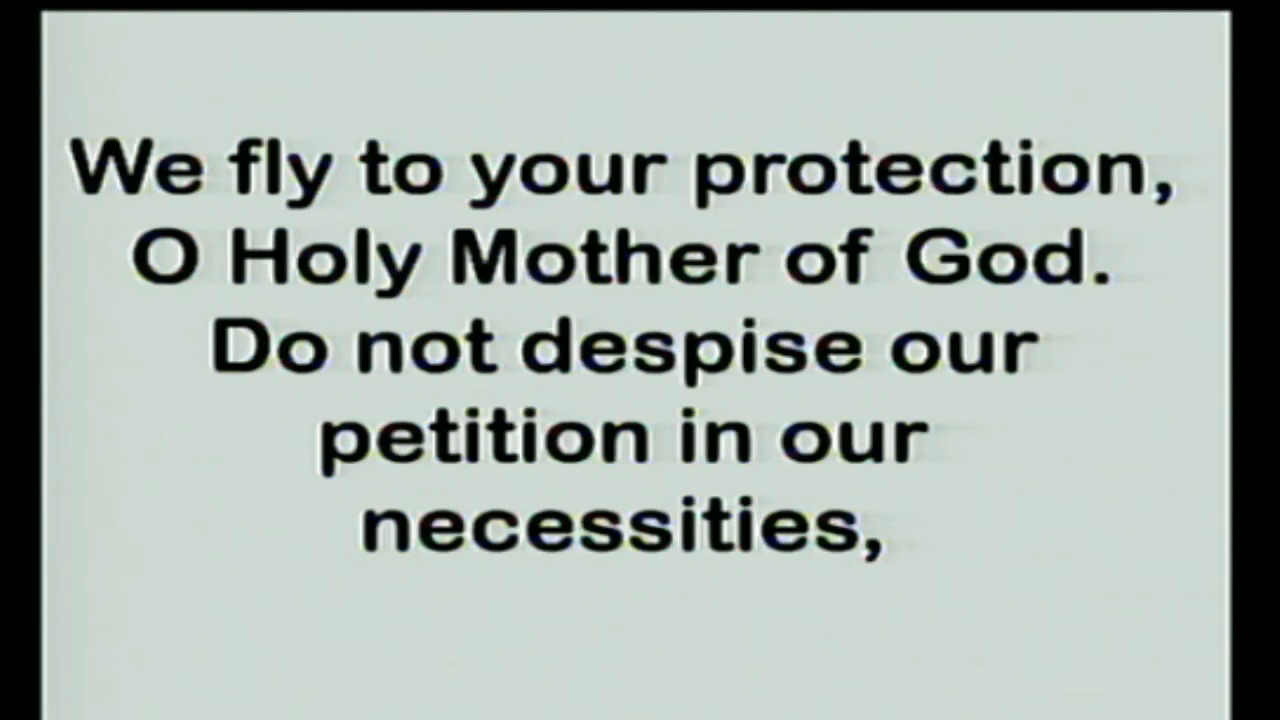 We fly to your protection,
O Holy Mother of God.
Do not despise our
petition in our
necessities,